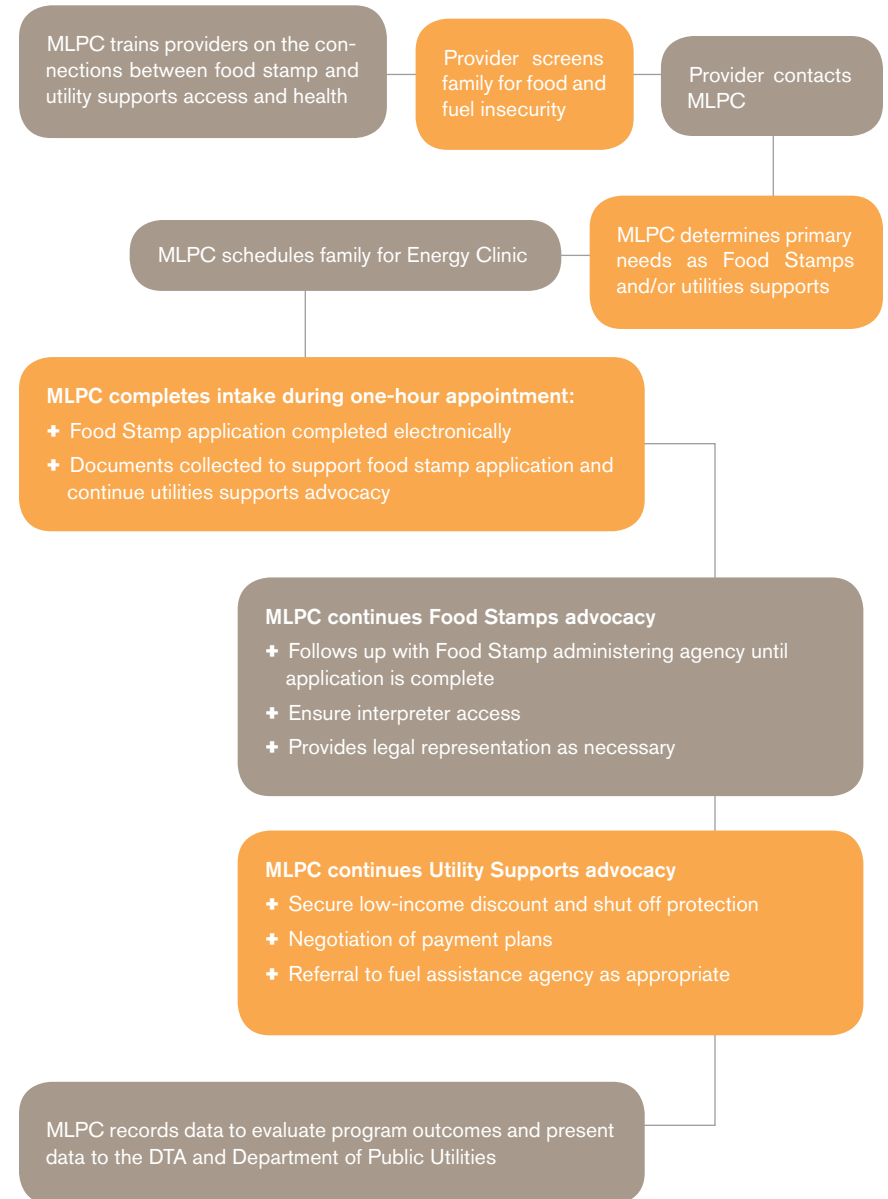 MLPC trains providers on the con-
nections between food stamp and
utility supports access and health
Provider screens
family for food and
fuel insecurity
Provider contacts
MLPC
MLPC determines primary
needs as Food Stamps
and/or utilities supports
MLPC schedules family for Energy Clinic
MLPC completes intake during one-hour appointment:
+ Food Stamp application completed electronically
+ Documents collected to support food stamp application and
continue utilities supports advocacy
MLPC continues Food Stamps advocacy
+ Follows up with Food Stamp administering agency until
application is complete
+ Ensure interpreter access
+ Provides legal representation as necessary
MLPC continues Utility Supports advocacy
+ Secure low-income discount and shut off protection
+ Negotiation of payment plans
+ Referral to fuel assistance agency as appropriate
MLPC records data to evaluate program outcomes and present
data to the DTA and Department of Public Utilities